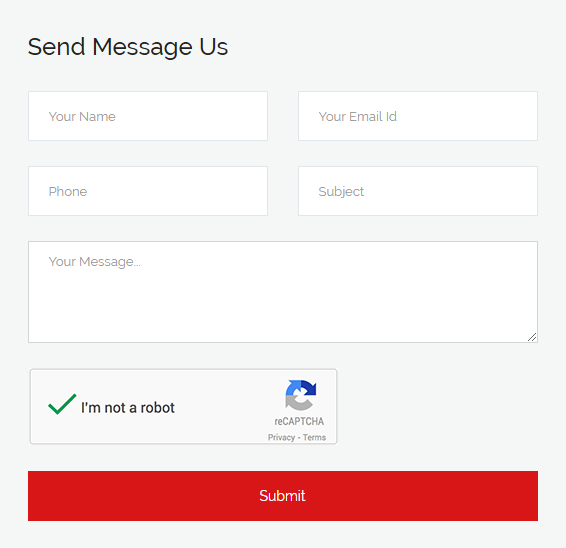 Send Message Us
Your Name
Your Email Id
Phone
Subject
Your Message...
I'm not a robot
reCAPTCHA
Privacy - Terms
Submit